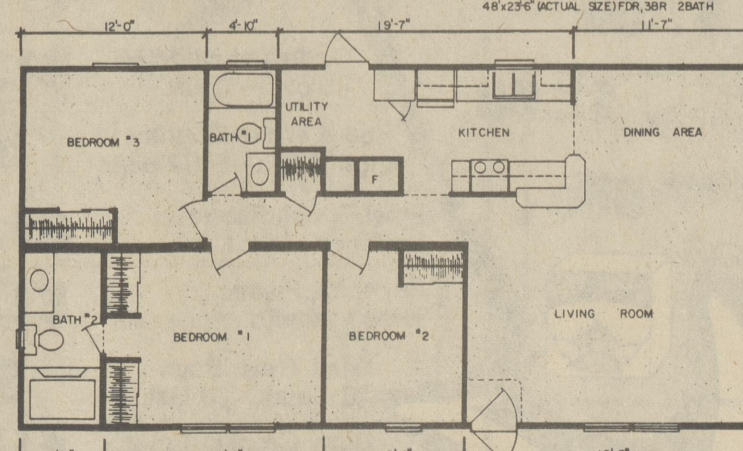 48'x23'6" (ACTUAL SIZE) FDR, 3BR 2BATH
12'-0" 4'-10" 19'-7" 11'-7"
UTILITY
AREA
BEDROOM #3
BATH #1
KITCHEN
DINING AREA
F
BATH #2
BEDROOM #1
BEDROOM #2
LIVING ROOM